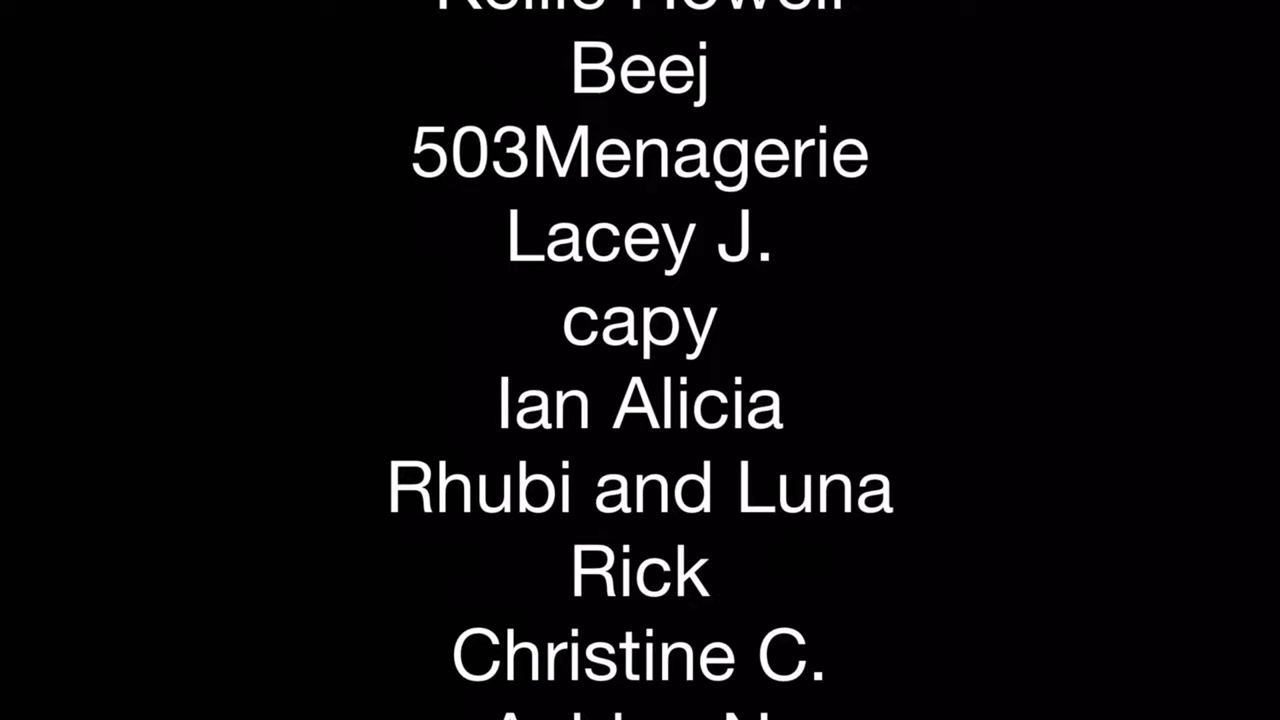 Beej
503Menagerie
Lacey J.
capy
Ian Alicia
Rhubi and Luna
Rick
Christine C.